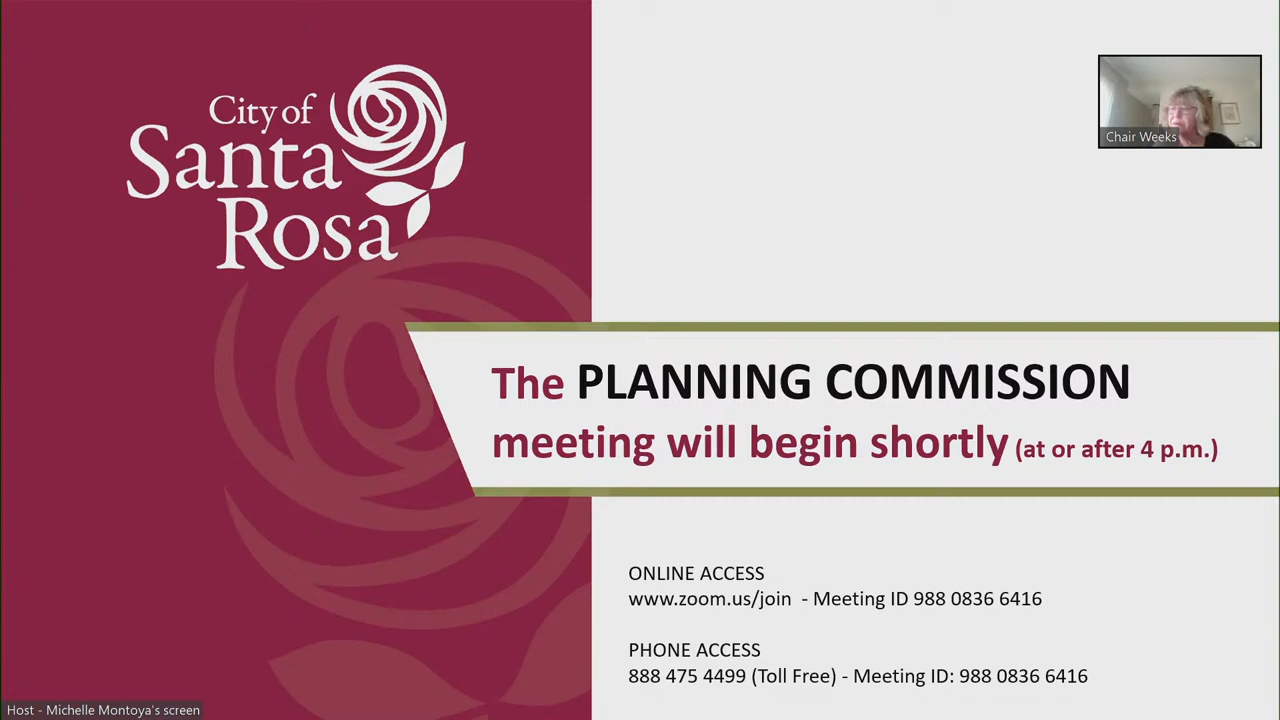 City of
Santa
Rosa
Chair Weeks
The PLANNING COMMISSION
meeting will begin shortly (at or after 4 p.m.)
ONLINE ACCESS
www.zoom.us/join - Meeting ID 988 0836 6416
PHONE ACCESS
888 475 4499 (Toll Free) - Meeting ID: 988 0836 6416
Host - Michelle Montoya's screen